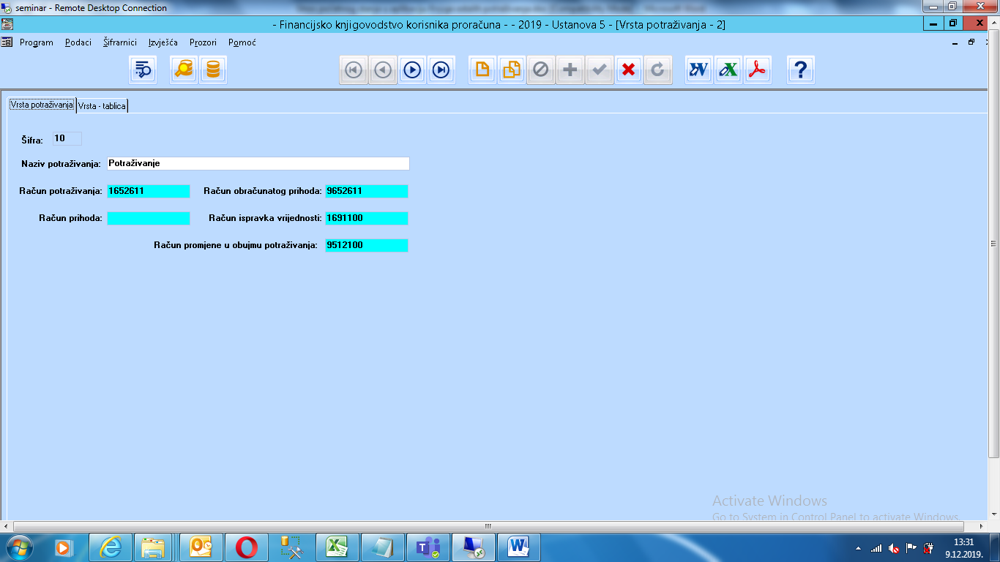 seminar - Remote Desktop Connection
- Financijsko knjigovodstvo korisnika proračuna - - 2019 - Ustanova 5 - [Vrsta potraživanja - 2]
Program Podaci Šifrarnici Izvješća Prozori Pomoć
Vrsta potraživanja Vrsta - tablica
Šifra: 10
Naziv potraživanja: Potraživanje
Račun potraživanja: 1652611 Račun obračunatog prihoda: 9652611
Račun prihoda: Račun ispravka vrijednosti: 1691100
Račun promjene u obujmu potraživanja: 9512100
Activate Windows
Go to System in Control Panel to activate Windows.
13:31
9.12.2019.